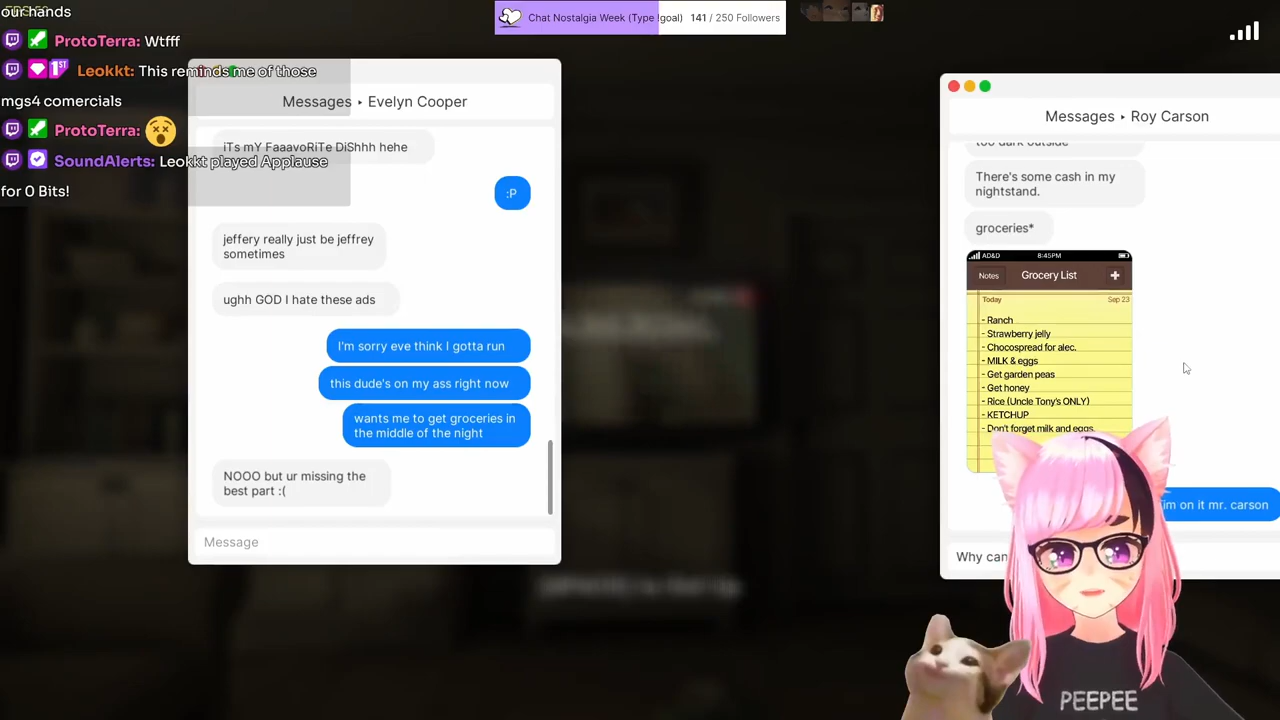 our hands
ProtoTerra: Wtfff
Leokkt: This reminds me of those
mgs4 comercials
ProtoTerra:
SoundAlerts: Leokkt played Applause
for 0 Bits!
Chat Nostalgia Week (Type !goal) 141 / 250 Followers
Messages ▸ Evelyn Cooper
iTs mY FaaavoRiTe DiShhh hehe
:P
jeffery really just be jeffrey
sometimes
ughh GOD I hate these ads
I'm sorry eve think I gotta run
this dude's on my ass right now
wants me to get groceries in
the middle of the night
NOOO but ur missing the
best part :(
Message
Messages ▸ Roy Carson
too dark outside
There's some cash in my
nightstand.
groceries*
AD&D 8:45PM
Notes Grocery List +
Today Sep 23
- Ranch
- Strawberry jelly
- Chocospread for alec.
- MILK & eggs
- Get garden peas
- Get honey
- Rice (Uncle Tony's ONLY)
- KETCHUP
- Don't forget milk and eggs.
im on it mr. carson
Why can
PEEPEE